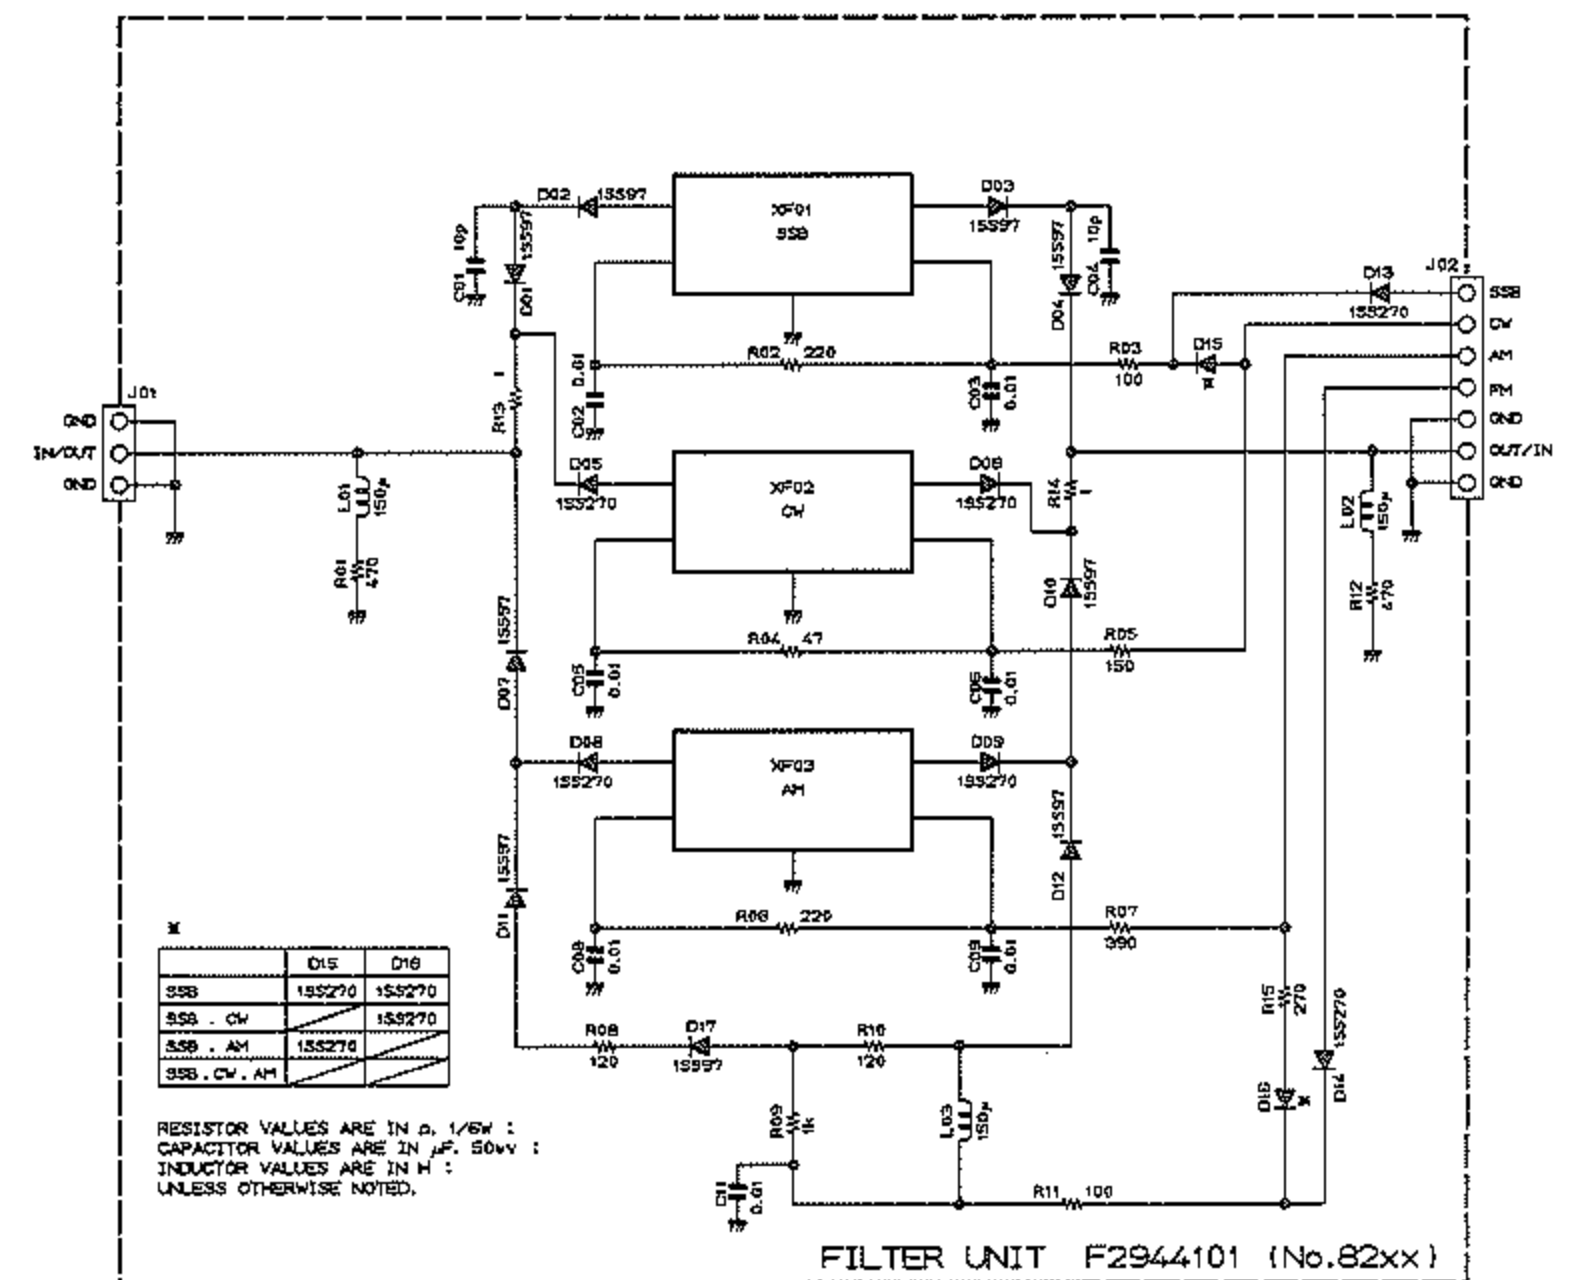 D02 1SS97
XF01
SSB
D03
1SS97
C01 10p
1SS97
D01
1SS97
D04
10p
C04
J02
D13
1SS270
SSB
CW
AM
FM
GND
OUT/IN
GND
R02 220
R03
100
D15
*
C02 0.01
C03 0.01
R13 1
J01
GND
IN/OUT
GND
D05
1SS270
XF02
CW
1SS270
R14 1
L01 150μ
R01 470
L02 150μ
R12 470
D10 1SS97
R04 47
R05
150
1SS97
D07
0.01
C06 0.01
D08
1SS270
XF03
AM
D09
1SS270
1SS97
D12
1SS97
D11
220
R07
390
C08 0.01
C09 0.01
R15 270
1SS270
D14
D16 *
R08
120
D17
1SS97
R10
120
R09 1k
L03 150μ
C11 0.01
R11 100
*
D15 D16
SSB 1SS270 1SS270
SSB . CW 1SS270
SSB . AM 1SS270
SSB.CW.AM
RESISTOR VALUES ARE IN Ω, 1/6W :
CAPACITOR VALUES ARE IN μF, 50WV :
INDUCTOR VALUES ARE IN H :
UNLESS OTHERWISE NOTED.
FILTER UNIT F2944101 (No.82xx)